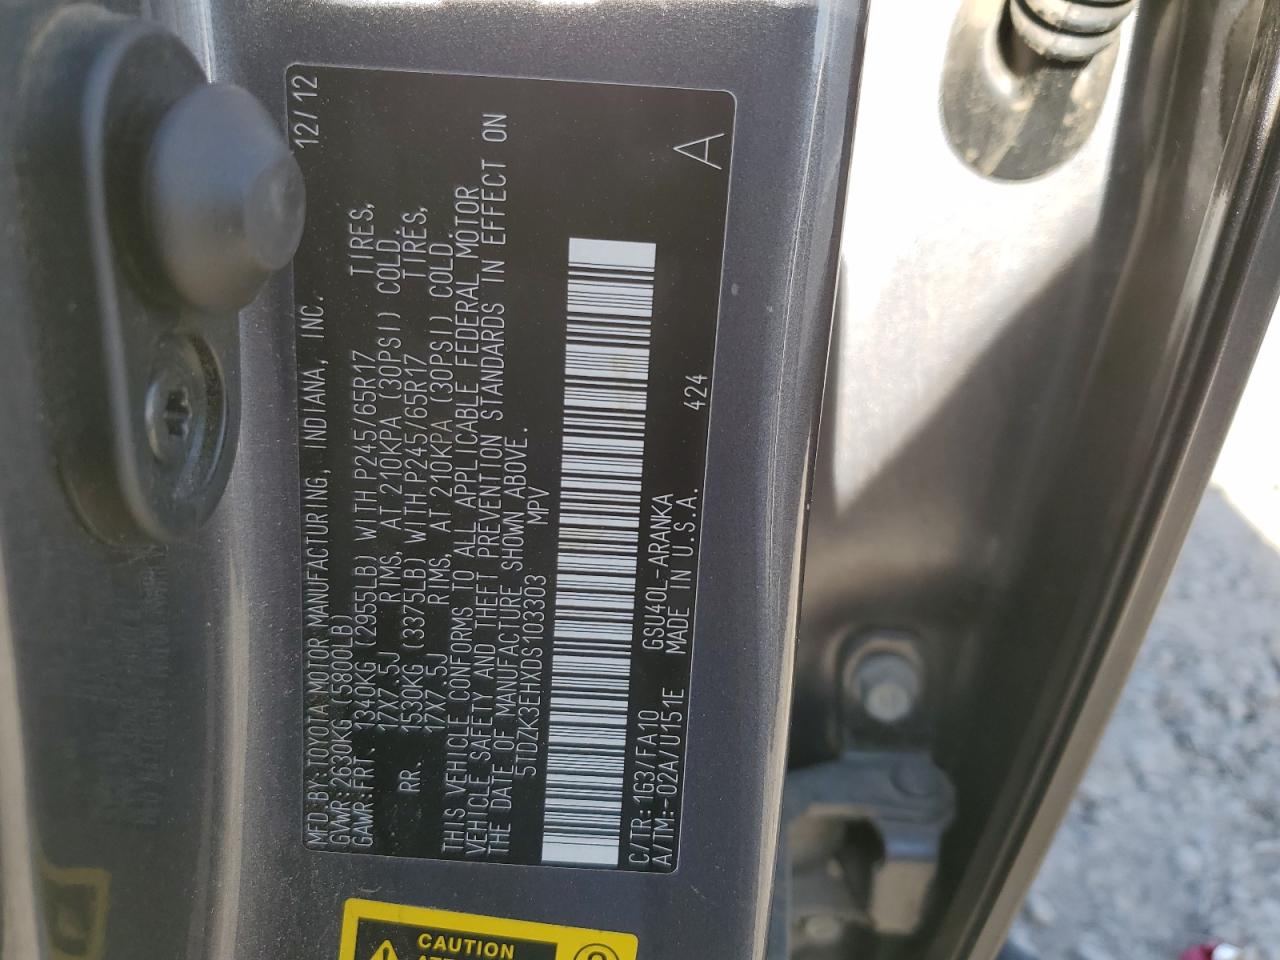 MFD BY: TOYOTA MOTOR MANUFACTURING, INDIANA, INC. 12/12
GVWR: 2630KG (5800LB)
GAWR: FRT. 1340KG (2955LB) WITH P245/65R17 TIRES,
17X7.5J RIMS, AT 210KPA (30PSI) COLD.
RR. 1530KG (3375LB) WITH P245/65R17 TIRES,
17X7.5J RIMS, AT 210KPA (30PSI) COLD.
THIS VEHICLE CONFORMS TO ALL APPLICABLE FEDERAL MOTOR
VEHICLE SAFETY AND THEFT PREVENTION STANDARDS IN EFFECT ON
THE DATE OF MANUFACTURE SHOWN ABOVE.
5TDZK3EHXDS103303 MPV
C/TR: 1G3/FA10 GSU40L-ARANKA
A/TM: -02A/U151E MADE IN U.S.A. 424 A
CAUTION